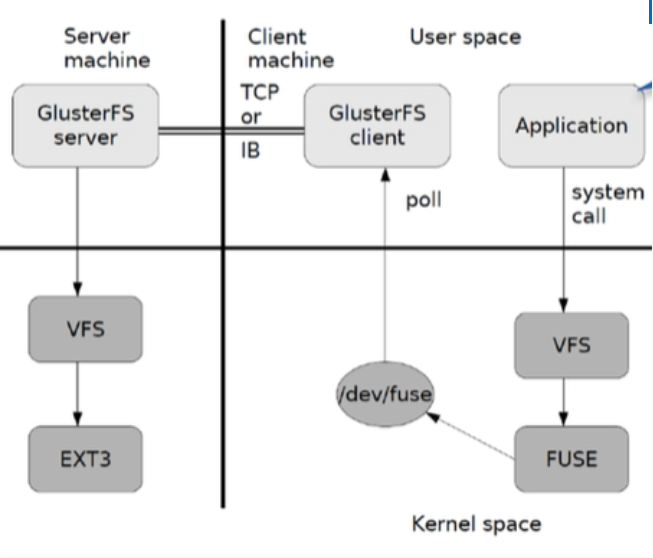 Server
machine
Client
machine
User space
GlusterFS
server
TCP
or
IB
GlusterFS
client
Application
poll
system
call
VFS
VFS
/dev/fuse
EXT3
FUSE
Kernel space